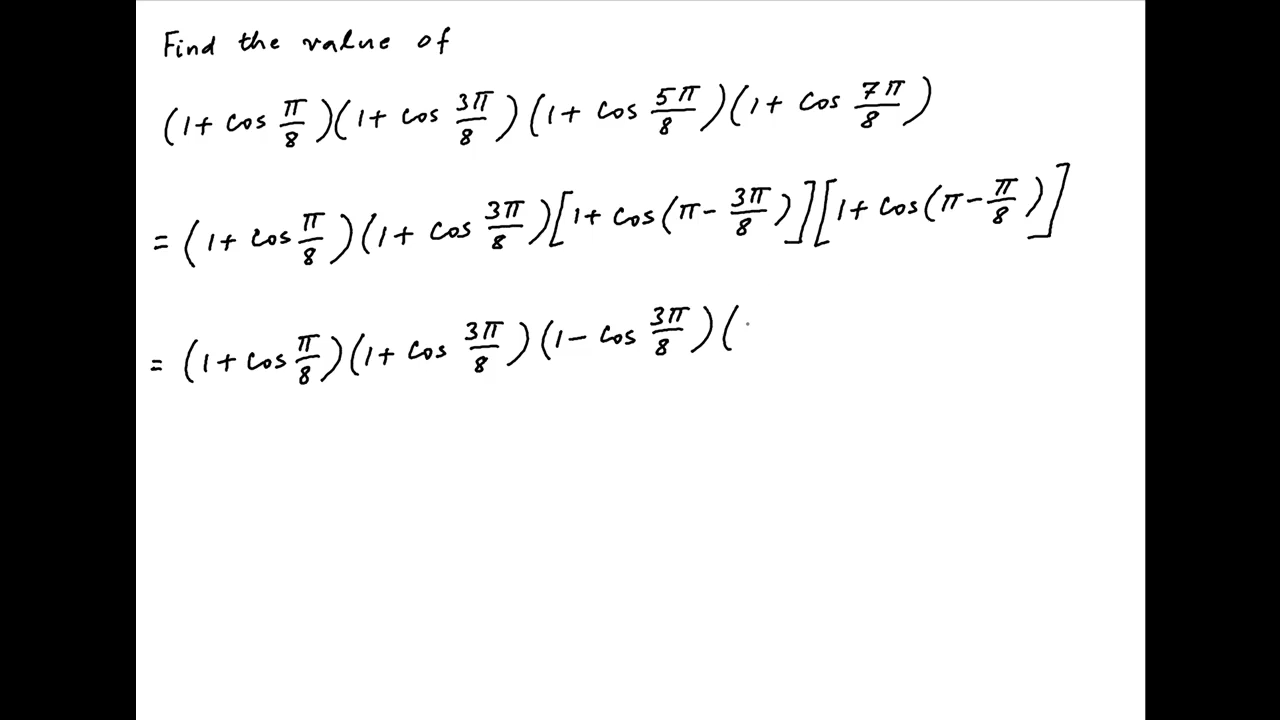 Find the value of
(1 + cos π/8)(1 + cos 3π/8)(1 + cos 5π/8)(1 + cos 7π/8)
= (1 + cos π/8)(1 + cos 3π/8)[1 + cos(π - 3π/8)][1 + cos(π - π/8)]
= (1 + cos π/8)(1 + cos 3π/8)(1 - cos 3π/8)(